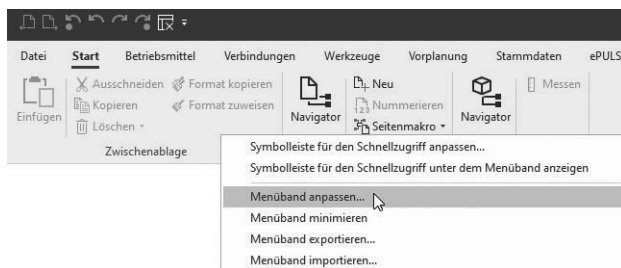 Datei Start Betriebsmittel Verbindungen Werkzeuge Vorplanung Stammdaten ePULS
Einfügen
Ausschneiden Format kopieren
Kopieren Format zuweisen
Löschen
Zwischenablage
Navigator
Neu
123 Nummerieren
Seitenmakro
Navigator
Messen
Symbolleiste für den Schnellzugriff anpassen...
Symbolleiste für den Schnellzugriff unter dem Menüband anzeigen
Menüband anpassen...
Menüband minimieren
Menüband exportieren...
Menüband importieren...